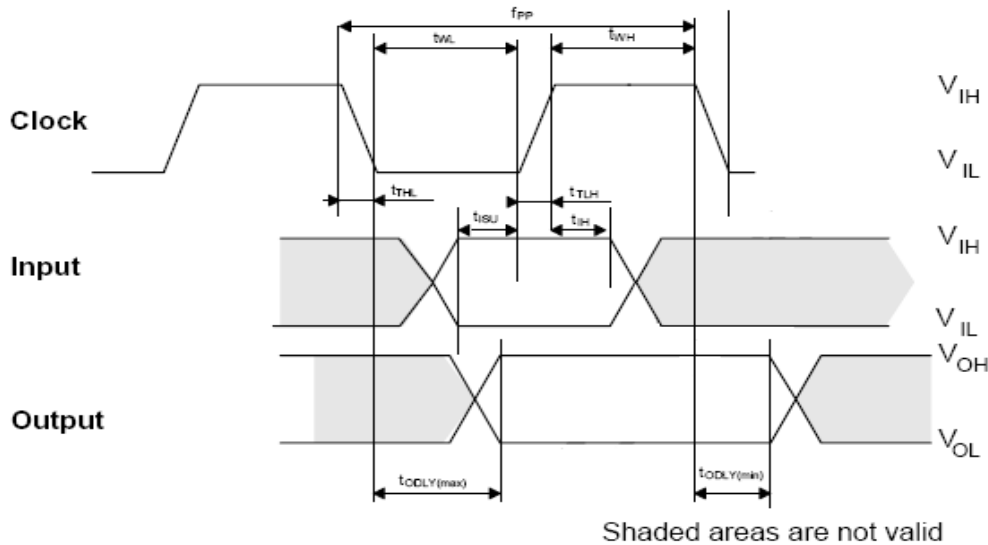 fPP
tWL
tWH
Clock
VIH
VIL
tTHL
tTLH
tISU
tIH
Input
VIH
VIL
VOH
Output
VOL
tODLY(max)
tODLY(min)
Shaded areas are not valid